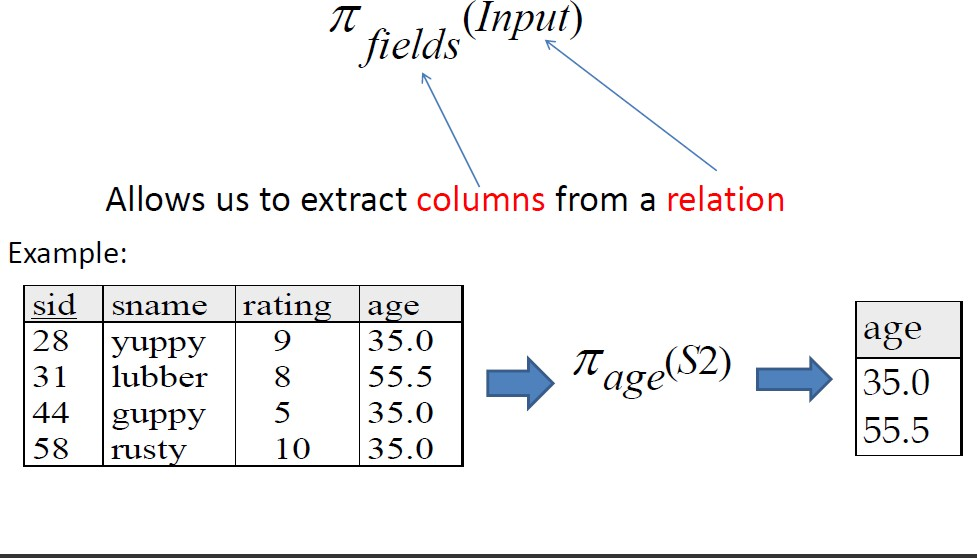 π fields (Input)
Allows us to extract columns from a relation
Example:
sid sname rating age
28 yuppy 9 35.0
31 lubber 8 55.5
44 guppy 5 35.0
58 rusty 10 35.0
π age(S2)
age
35.0
55.5